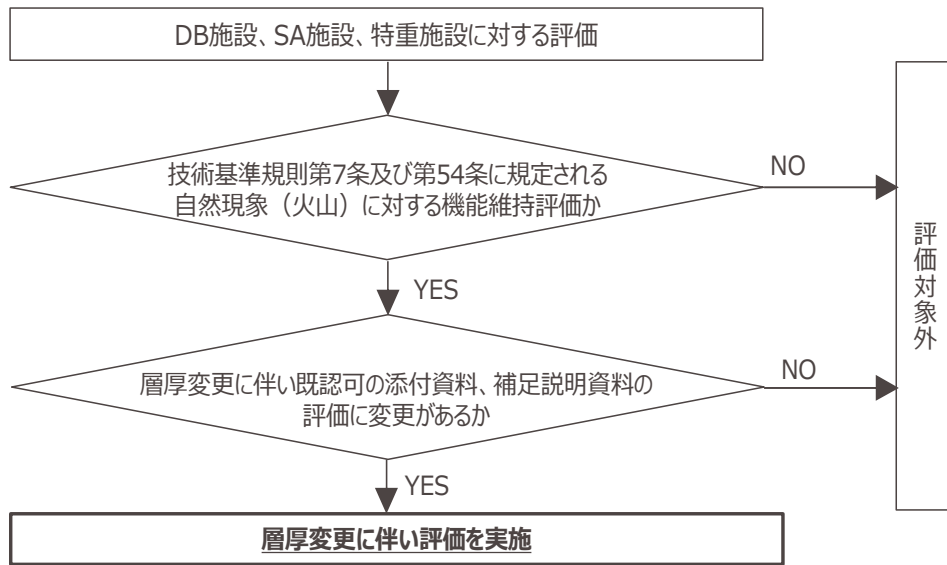 DB施設、SA施設、特重施設に対する評価
技術基準規則第7条及び第54条に規定される
自然現象（火山）に対する機能維持評価か
NO
YES
層厚変更に伴い既認可の添付資料、補足説明資料の
評価に変更があるか
NO
YES
層厚変更に伴い評価を実施
評価対象外